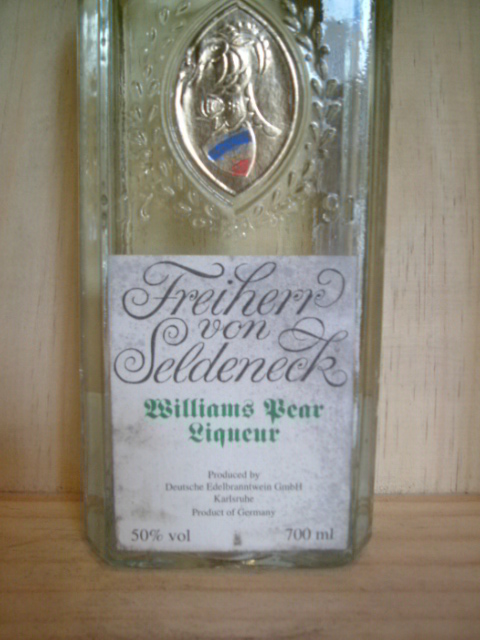 Freiherr
von
Seldeneck
Williams Pear
Liqueur
Produced by
Deutsche Edelbranntwein GmbH
Karlsruhe
Product of Germany
50% vol 700 ml